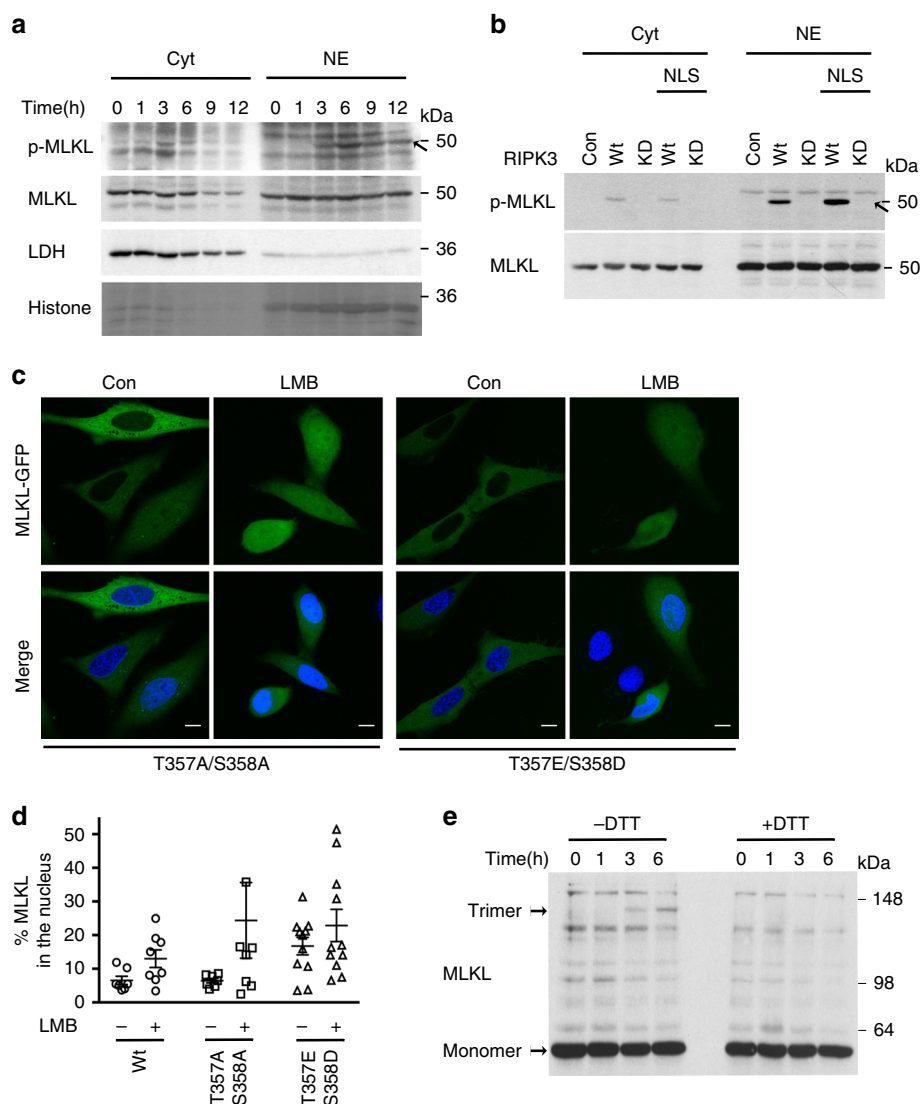 a
Cyt NE
Time(h) 0 1 3 6 9 12 0 1 3 6 9 12 kDa
p-MLKL 50
MLKL 50
LDH 36
Histone 36
b
Cyt NE
NLS NLS
RIPK3 Con Wt KD Wt KD Con Wt KD Wt KD kDa
p-MLKL 50
MLKL 50
c
Con LMB Con LMB
MLKL-GFP
Merge
T357A/S358A T357E/S358D
d
% MLKL
in the nucleus
50
40
30
20
10
0
LMB – + – + – +
Wt T357A T357E
S358A S358D
e
–DTT +DTT
Time(h) 0 1 3 6 0 1 3 6 kDa
Trimer 148
MLKL 98
64
Monomer